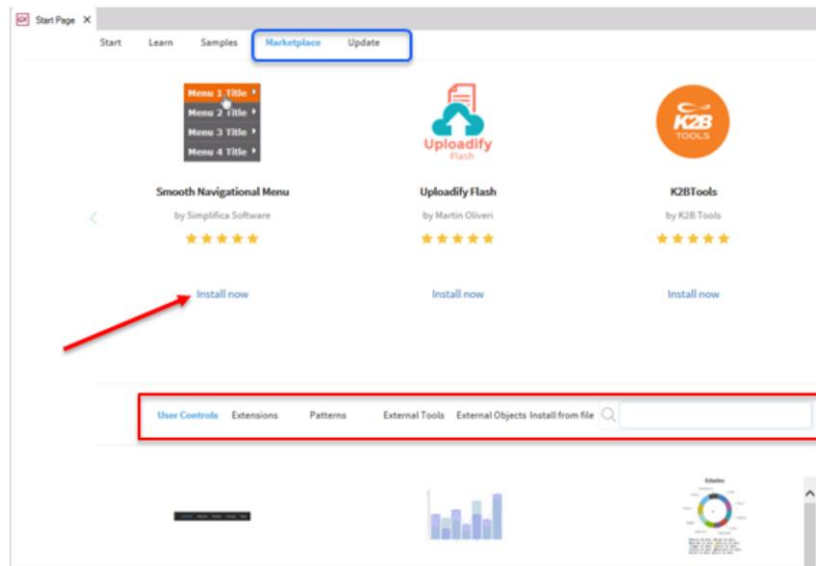 GX Start Page X
Start Learn Samples Marketplace Update
Menu 1 Title
Menu 2 Title
Menu 3 Title
Menu 4 Title
Uploadify
Flash
K2B
TOOLS
Smooth Navigational Menu Uploadify Flash K2BTools
by Simplifica Software by Martin Oliveri by K2B Tools
Install now Install now Install now
User Controls Extensions Patterns External Tools External Objects Install from file
Edades